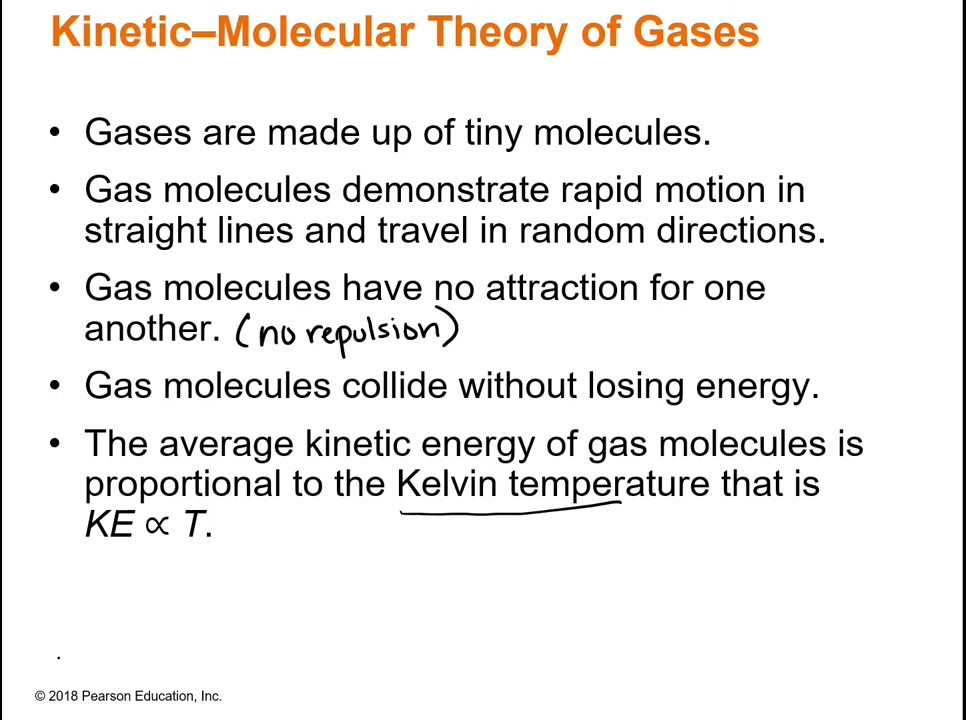 Kinetic–Molecular Theory of Gases
• Gases are made up of tiny molecules.
• Gas molecules demonstrate rapid motion in
straight lines and travel in random directions.
• Gas molecules have no attraction for one
another. (no repulsion)
• Gas molecules collide without losing energy.
• The average kinetic energy of gas molecules is
proportional to the Kelvin temperature that is
KE ∝ T.
.
© 2018 Pearson Education, Inc.